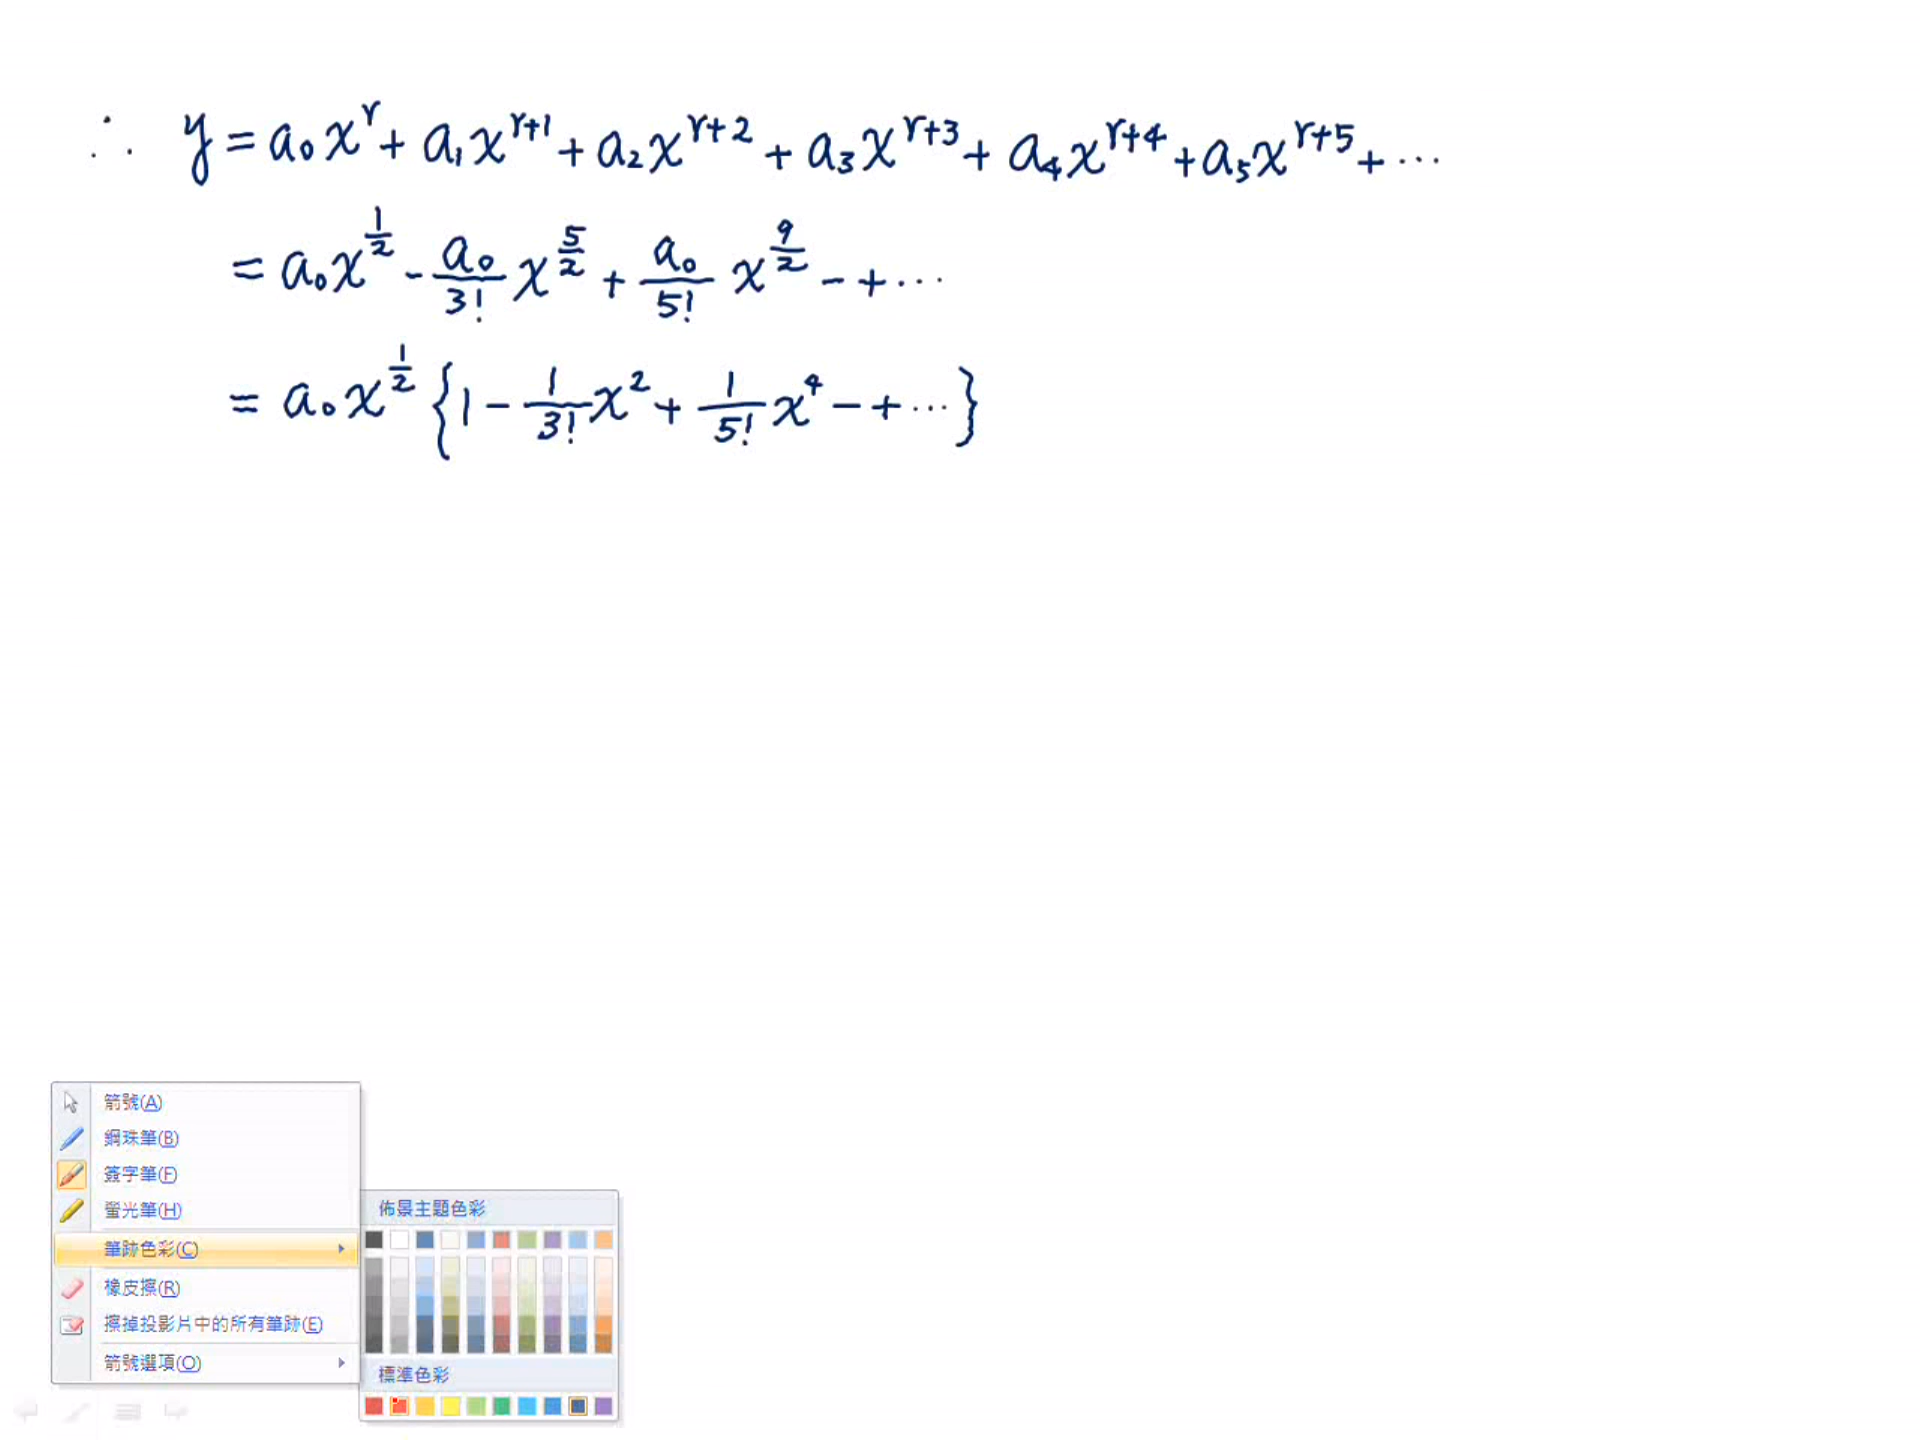 ∴ y = a₀x^r + a₁x^(r+1) + a₂x^(r+2) + a₃x^(r+3) + a₄x^(r+4) + a₅x^(r+5) + ⋯
= a₀x^(1/2) - a₀/3! x^(5/2) + a₀/5! x^(9/2) - + ⋯
= a₀x^(1/2) {1 - 1/3! x² + 1/5! x⁴ - + ⋯}
箭號(A)
鋼珠筆(B)
簽字筆(F)
螢光筆(H)
筆跡色彩(C)
橡皮擦(R)
擦掉投影片中的所有筆跡(E)
箭號選項(O)
佈景主題色彩
標準色彩